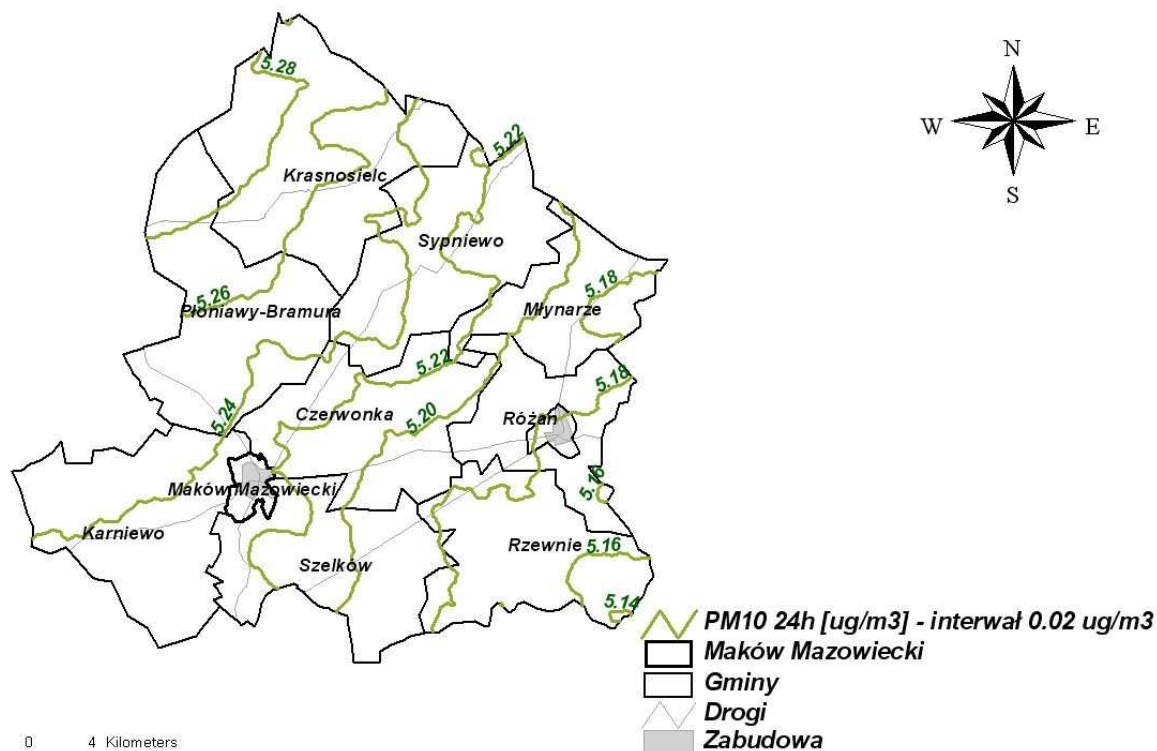 N
W E
S
5.28
5.22
Krasnosielc
Sypniewo
5.18
5.26
Płoniawy-Bramura
Młynarze
5.22
5.18
5.24
Czerwonka
5.20
Różan
Maków Mazowiecki
5.16
Karniewo
Szelków
Rzewnie
5.16
5.14
PM10 24h [ug/m3] - interwał 0.02 ug/m3
Maków Mazowiecki
Gminy
Drogi
Zabudowa
0 4 Kilometers